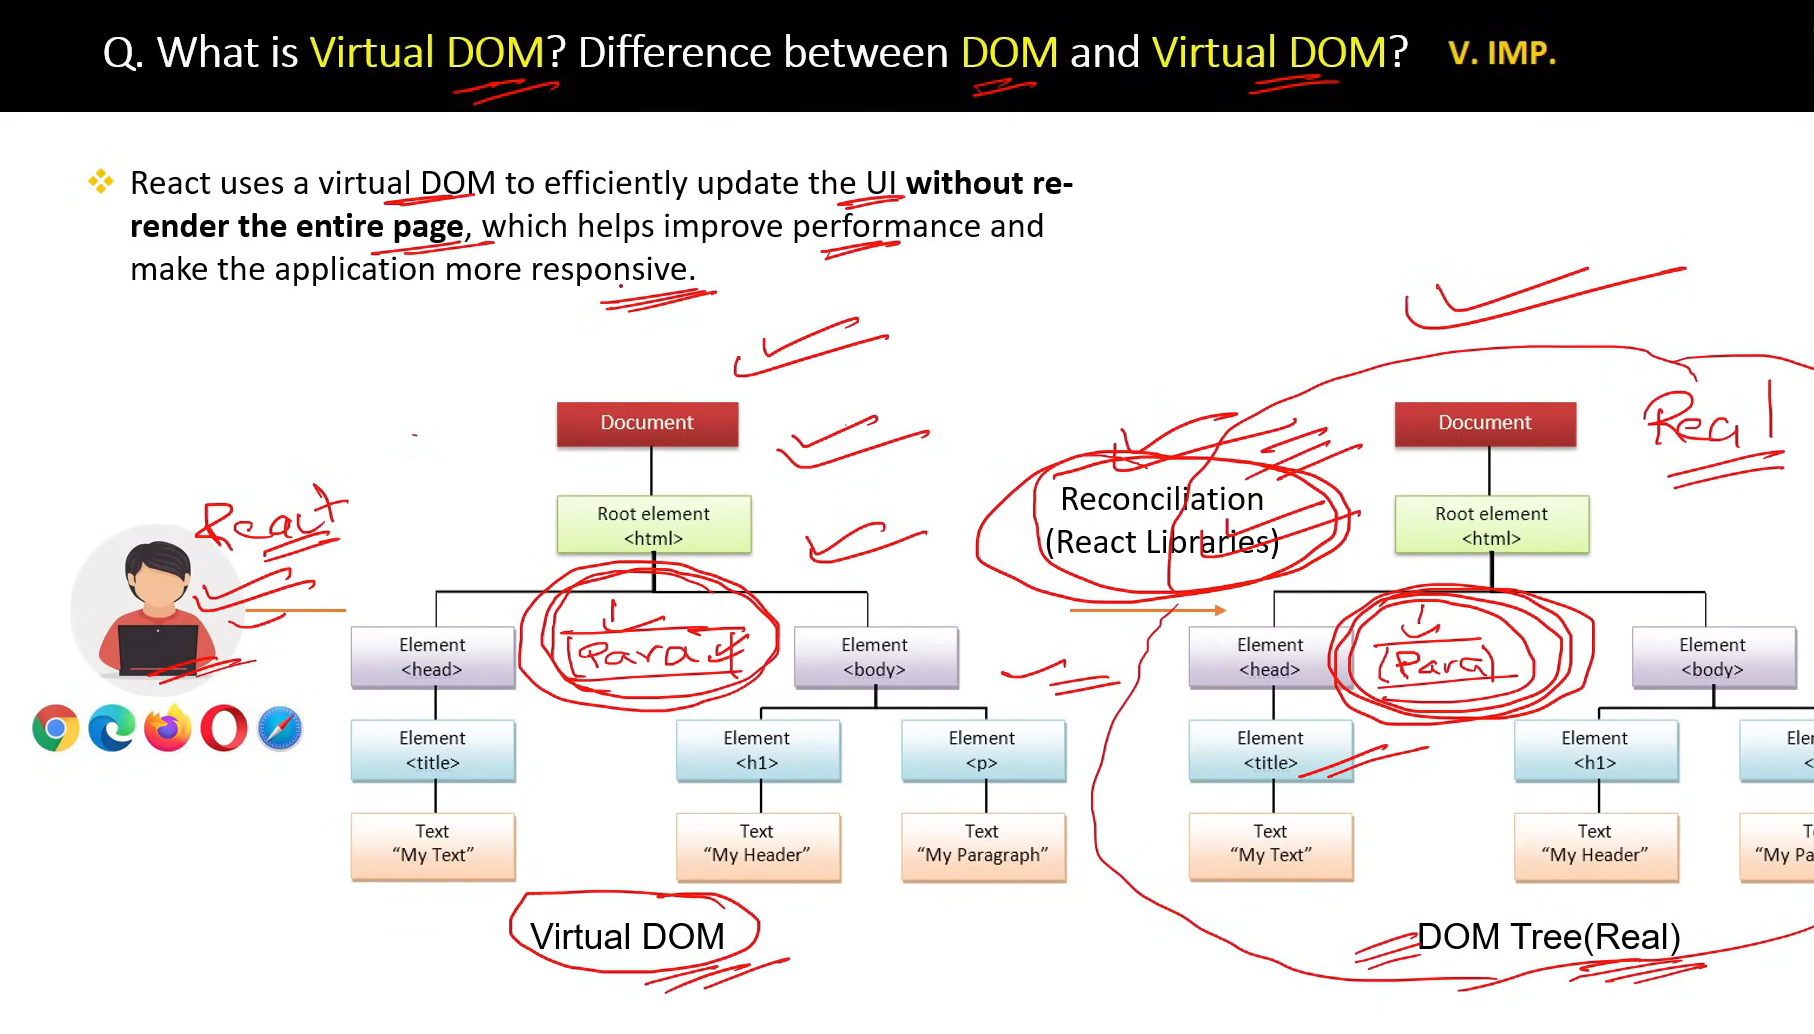 Q. What is Virtual DOM? Difference between DOM and Virtual DOM? V. IMP.
React uses a virtual DOM to efficiently update the UI without re-
render the entire page, which helps improve performance and
make the application more responsive.
React
Document
Root element
<html>
Para
Element
<head>
Element
<body>
Element
<title>
Element
<h1>
Element
<p>
Text
“My Text”
Text
“My Header”
Text
“My Paragraph”
Virtual DOM
Reconciliation
(React Libraries)
Real
Document
Root element
<html>
Para
Element
<head>
Element
<body>
Element
<title>
Element
<h1>
Ele
<
Text
“My Text”
Text
“My Header”
T
“My Pa
DOM Tree(Real)